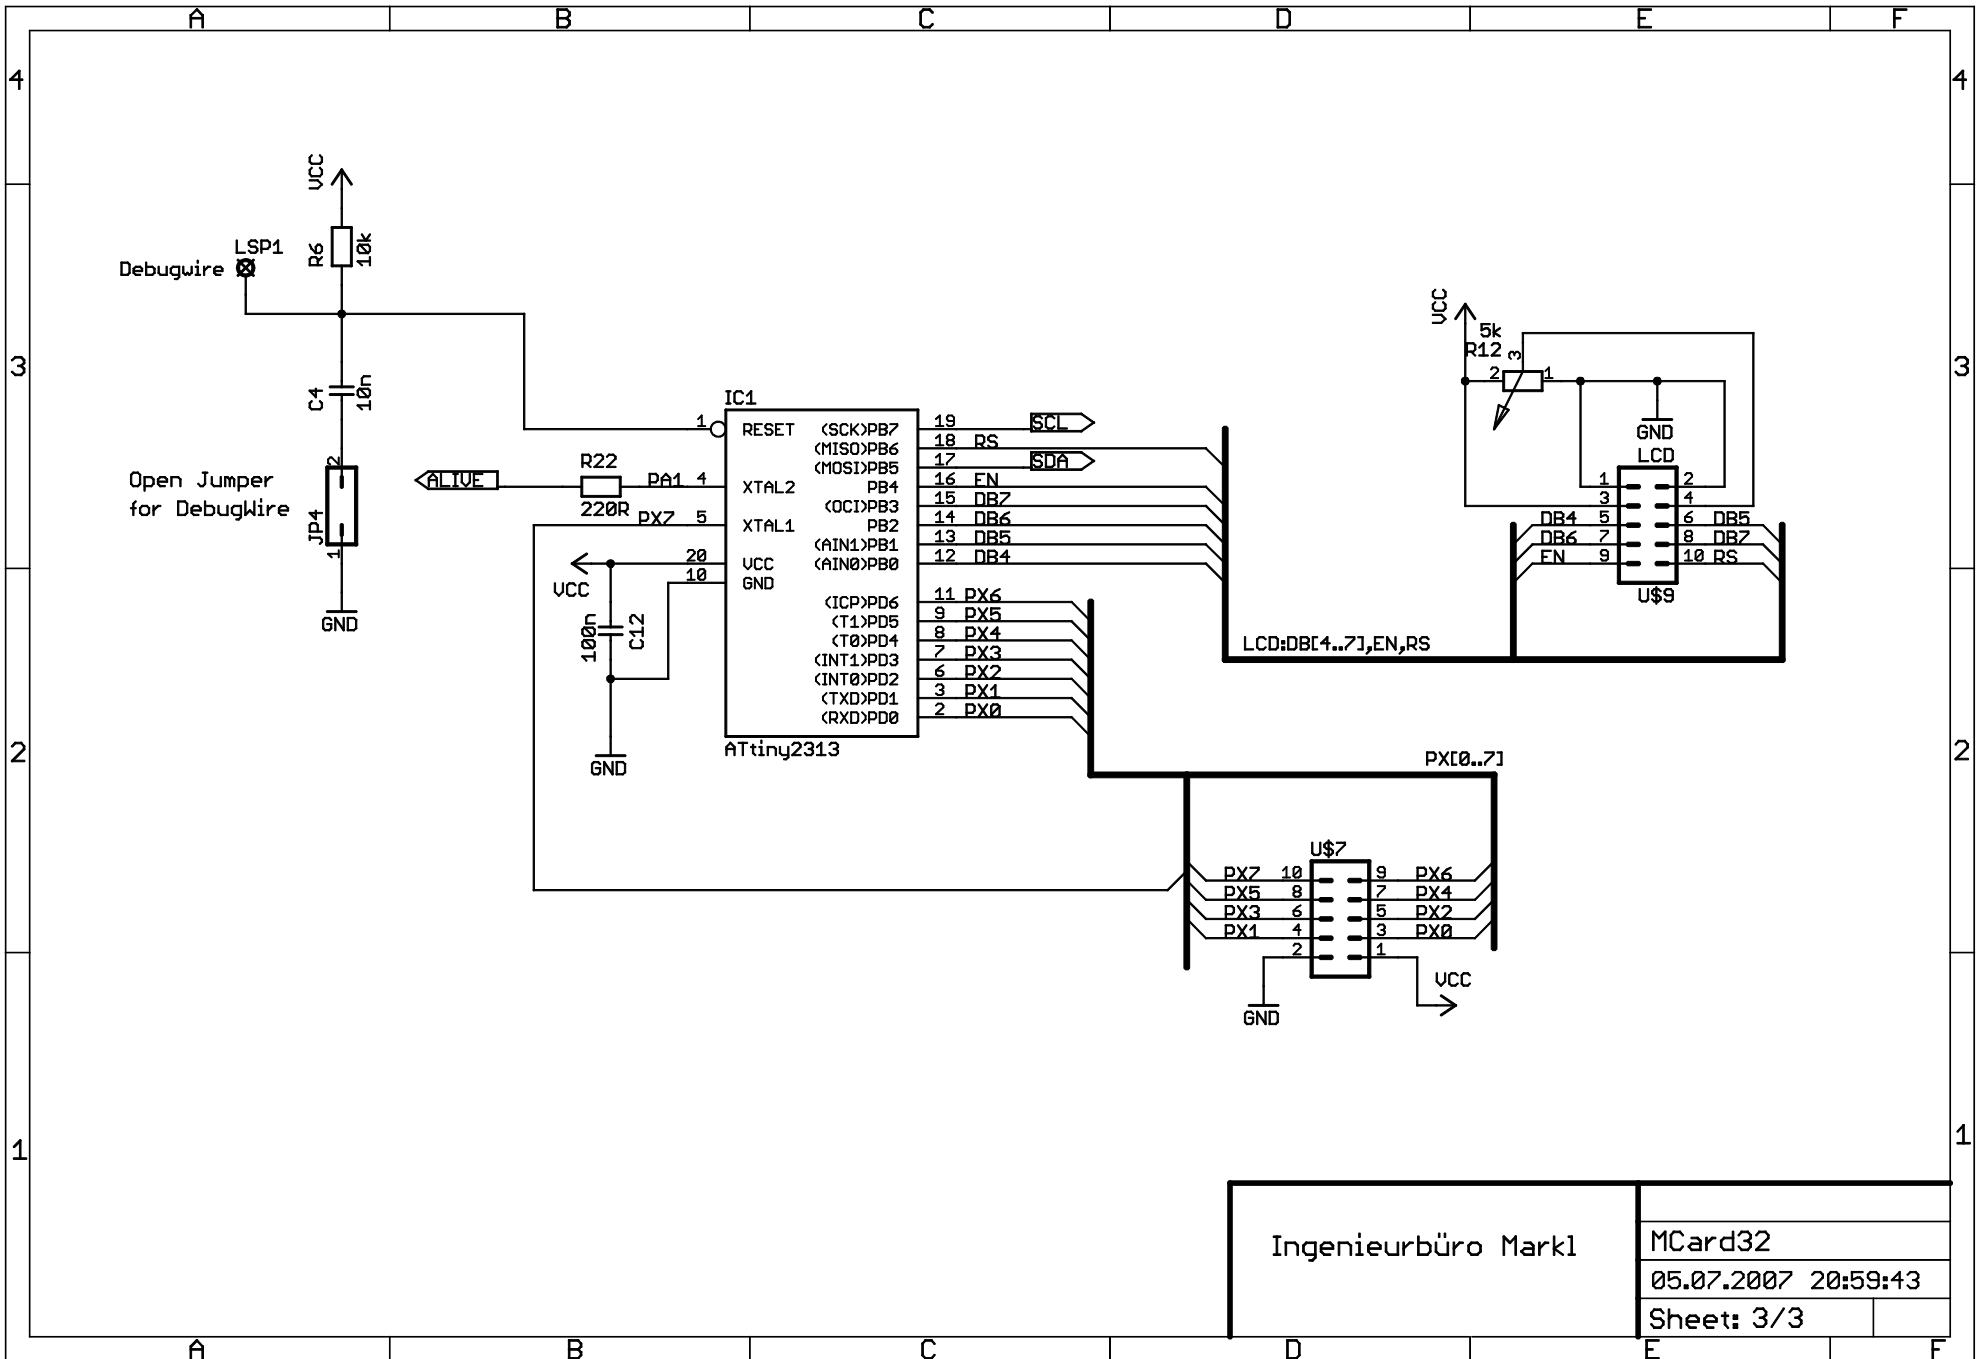 A B C D E F
4 4
VCC
LSP1
Debugwire
R6 10k
VCC
5k
R12 3
3 3
2 1
C4 10n
IC1
GND
LCD
1 RESET (SCK)PB7 19 SCL
(MISO)PB6 18 RS
(MOSI)PB5 17 SDA
2
Open Jumper
for DebugWire
JP4
1
GND
R22
ALIVE PA1 4 XTAL2 PB4 16 EN
220R
(OCI)PB3 15 DB7
PX7 5 XTAL1 PB2 14 DB6
(AIN1)PB1 13 DB5
20 VCC (AIN0)PB0 12 DB4
10 GND
VCC
100n C12
GND
(ICP)PD6 11 PX6
(T1)PD5 9 PX5
(T0)PD4 8 PX4
(INT1)PD3 7 PX3
(INT0)PD2 6 PX2
(TXD)PD1 3 PX1
(RXD)PD0 2 PX0
ATtiny2313
1 2
3 4
DB4 5 6 DB5
DB6 7 8 DB7
EN 9 10 RS
U$9
LCD:DB[4..7],EN,RS
2 2
PX[0..7]
U$7
PX7 10 9 PX6
PX5 8 7 PX4
PX3 6 5 PX2
PX1 4 3 PX0
2 1
VCC
GND
1 1
Ingenieurbüro Markl
MCard32
05.07.2007 20:59:43
Sheet: 3/3
A B C D E F